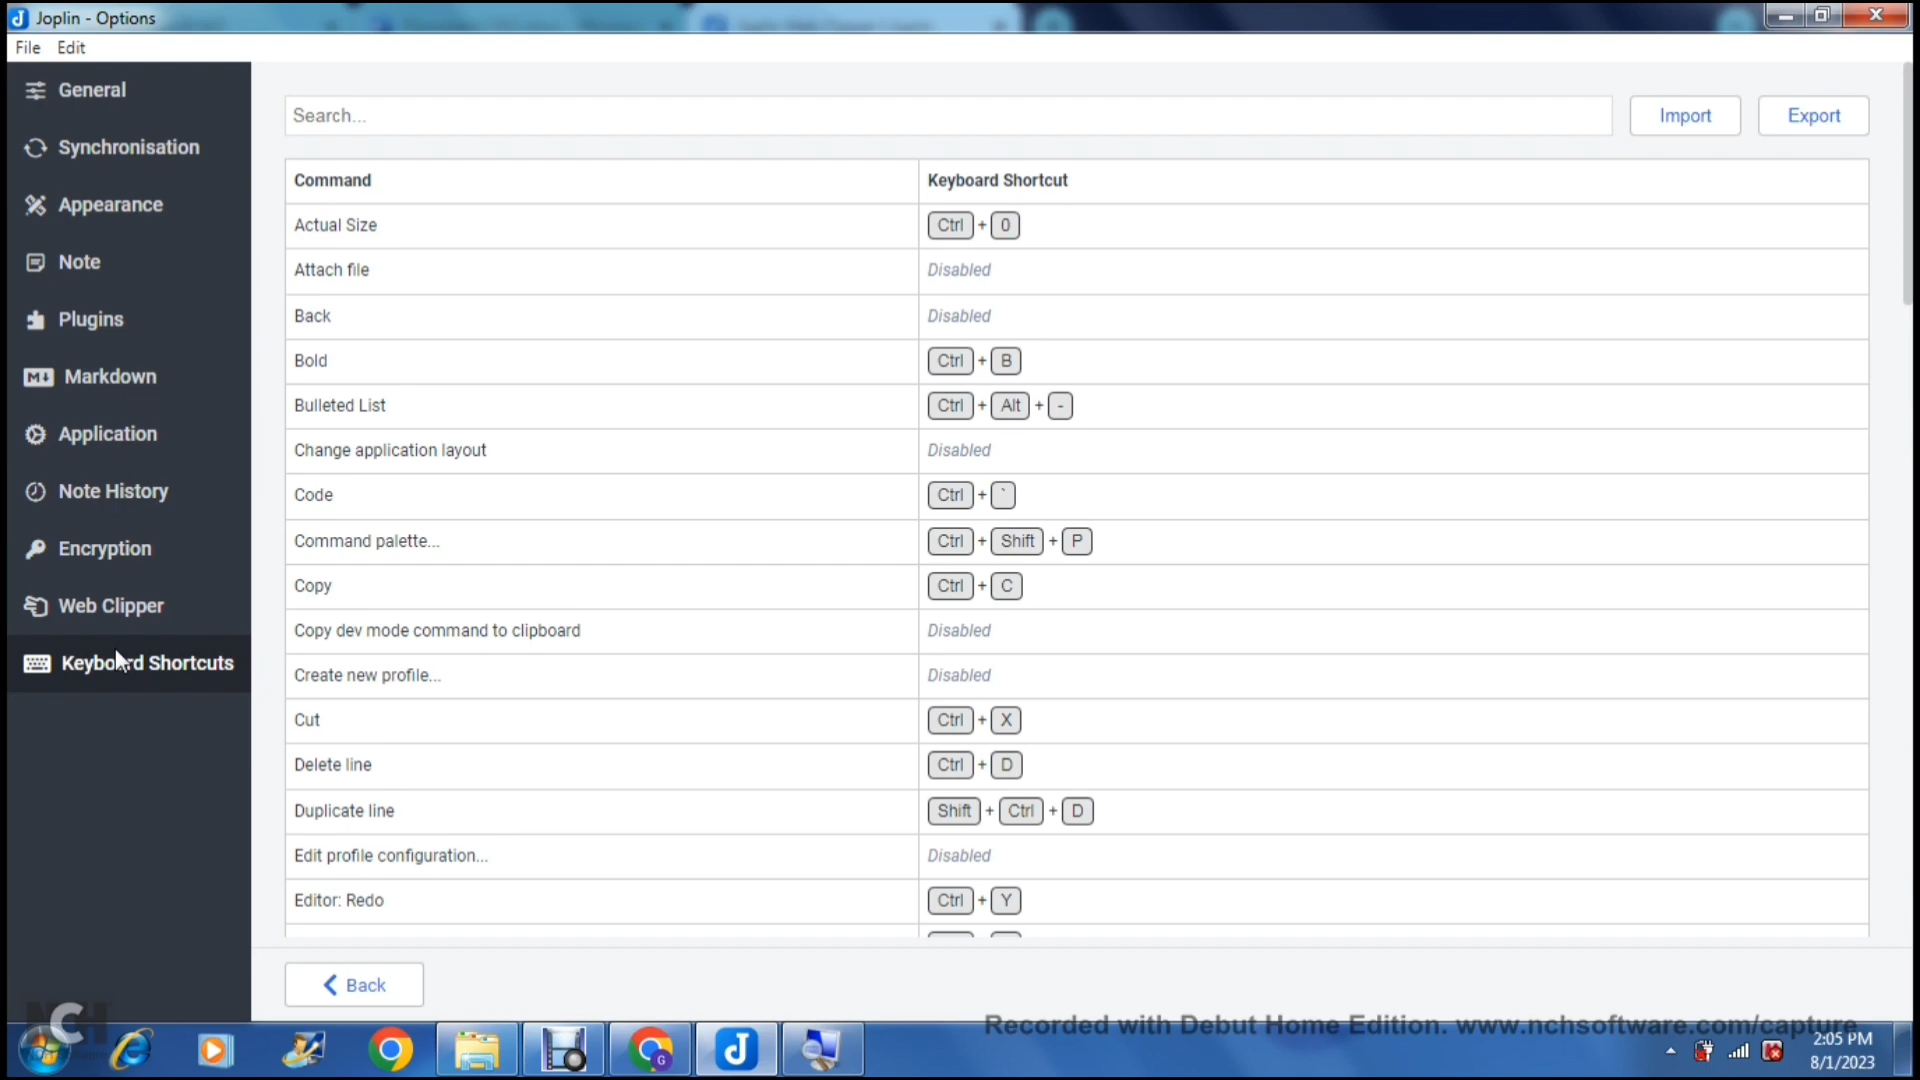 Joplin - Options
File Edit
General
Synchronisation
Appearance
Note
Plugins
Markdown
Application
Note History
Encryption
Web Clipper
Keyboard Shortcuts
Search... Import Export
Command Keyboard Shortcut
Actual Size Ctrl + 0
Attach file Disabled
Back Disabled
Bold Ctrl + B
Bulleted List Ctrl + Alt + -
Change application layout Disabled
Code Ctrl + `
Command palette... Ctrl + Shift + P
Copy Ctrl + C
Copy dev mode command to clipboard Disabled
Create new profile... Disabled
Cut Ctrl + X
Delete line Ctrl + D
Duplicate line Shift + Ctrl + D
Edit profile configuration... Disabled
Editor: Redo Ctrl + Y
Back
NCH
Recorded with Debut Home Edition. www.nchsoftware.com/capture
2:05 PM
8/1/2023